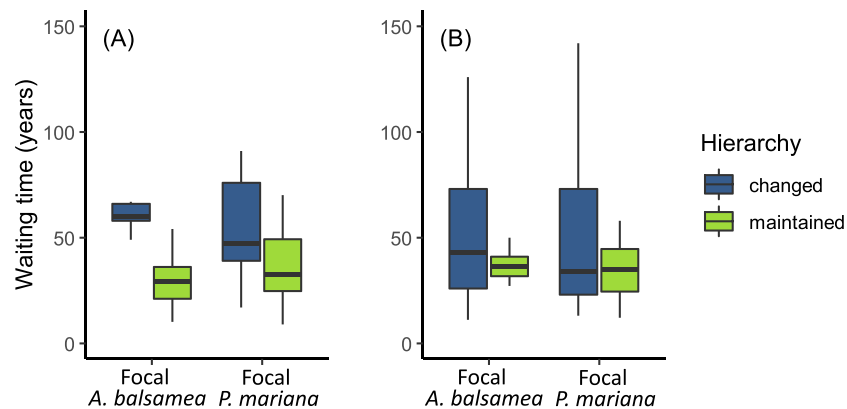 (A)
150
100
50
0
Waiting time (years)
Focal
A. balsamea
Focal
P. mariana
(B)
150
100
50
0
Focal
A. balsamea
Focal
P. mariana
Hierarchy
changed
maintained